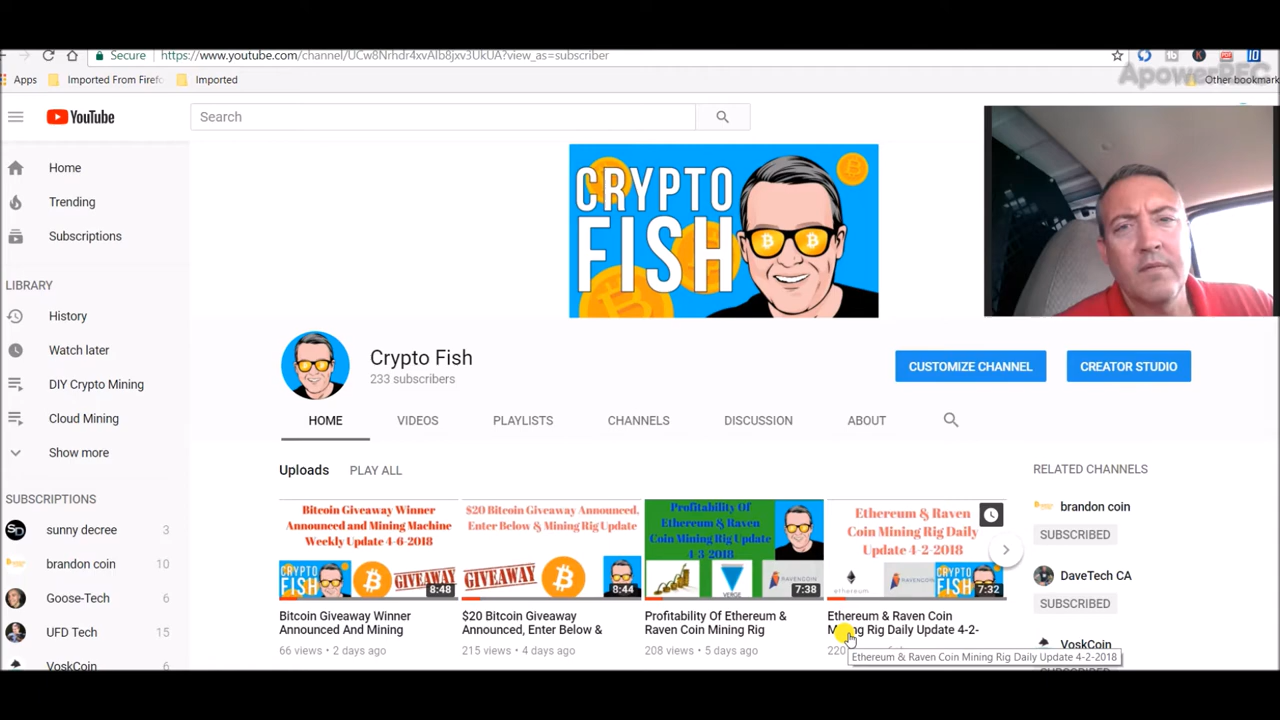 Secure https://www.youtube.com/channel/UCw8Nrhdr4xvAlb8jxv3UkUA?view_as=subscriber
ApowerREC
Apps Imported From Firefo Imported Other bookmark
YouTube
Search
CRYPTO
FISH
Home
Trending
Subscriptions
LIBRARY
History
Watch later
DIY Crypto Mining
Cloud Mining
Show more
SUBSCRIPTIONS
sunny decree 3
brandon coin 10
Goose-Tech 6
UFD Tech 15
VoskCoin
Crypto Fish
233 subscribers
CUSTOMIZE CHANNEL
CREATOR STUDIO
HOME VIDEOS PLAYLISTS CHANNELS DISCUSSION ABOUT
Uploads PLAY ALL
Bitcoin Giveaway Winner
Announced and Mining Machine
Weekly Update 4-6-2018
CRYPTO
FISH
GIVEAWAY
8:48
Bitcoin Giveaway Winner
Announced And Mining
66 views • 2 days ago
$20 Bitcoin Giveaway Announced,
Enter Below & Mining Rig Update
GIVEAWAY
8:44
$20 Bitcoin Giveaway
Announced, Enter Below &
215 views • 4 days ago
Profitability Of
Ethereum & Raven
Coin Mining Rig Update
4-3-2018
VERGE
RAVENCOIN
7:38
Profitability Of Ethereum &
Raven Coin Mining Rig
208 views • 5 days ago
Ethereum & Raven
Coin Mining Rig Daily
Update 4-2-2018
ethereum
RAVENCOIN
CRYPTO
FISH
7:32
Ethereum & Raven Coin
Mining Rig Daily Update 4-2-
Ethereum & Raven Coin Mining Rig Daily Update 4-2-2018
RELATED CHANNELS
brandon coin
SUBSCRIBED
DaveTech CA
SUBSCRIBED
VoskCoin